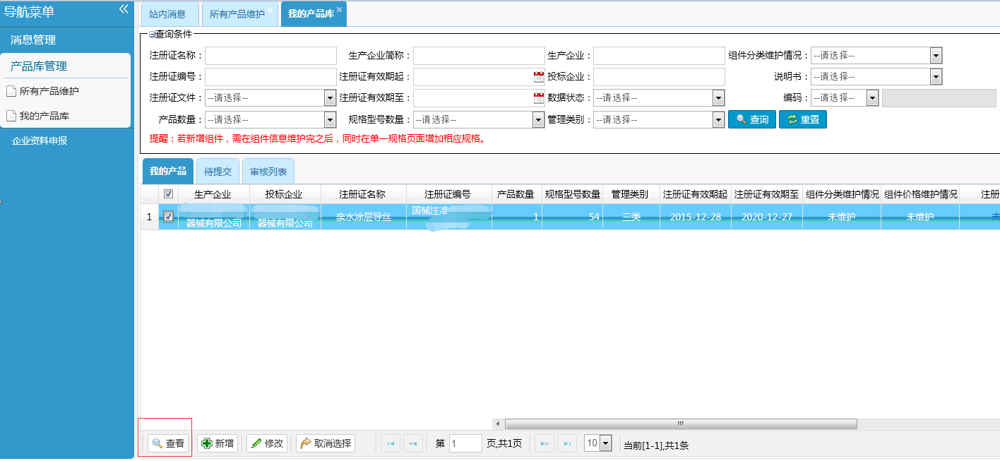 导航菜单
消息管理
产品库管理
所有产品维护
我的产品库
企业资料申报
站内消息 所有产品维护 我的产品库
查询条件
注册证名称： 生产企业简称： 生产企业： 组件分类维护情况： --请选择--
注册证编号： 注册证有效期起： 投标企业： 说明书： --请选择--
注册证文件： --请选择-- 注册证有效期至： 数据状态： --请选择-- 编码： --请选择--
产品数量： --请选择-- 规格型号数量： --请选择-- 管理类别： --请选择-- 查询 重置
提醒：若新增组件，需在组件信息维护完之后，同时在单一规格页面增加相应规格。
我的产品 待提交 审核列表
生产企业 投标企业 注册证名称 注册证编号 产品数量 规格型号数量 管理类别 注册证有效期起 注册证有效期至 组件分类维护情况 组件价格维护情况 注册
1 器械有限公司 器械有限公司 亲水涂层导丝 国械注准 1 54 三类 2015-12-28 2020-12-27 未维护 未维护 未
查看 新增 修改 取消选择 第 1 页,共1页 10 当前[1-1],共1条